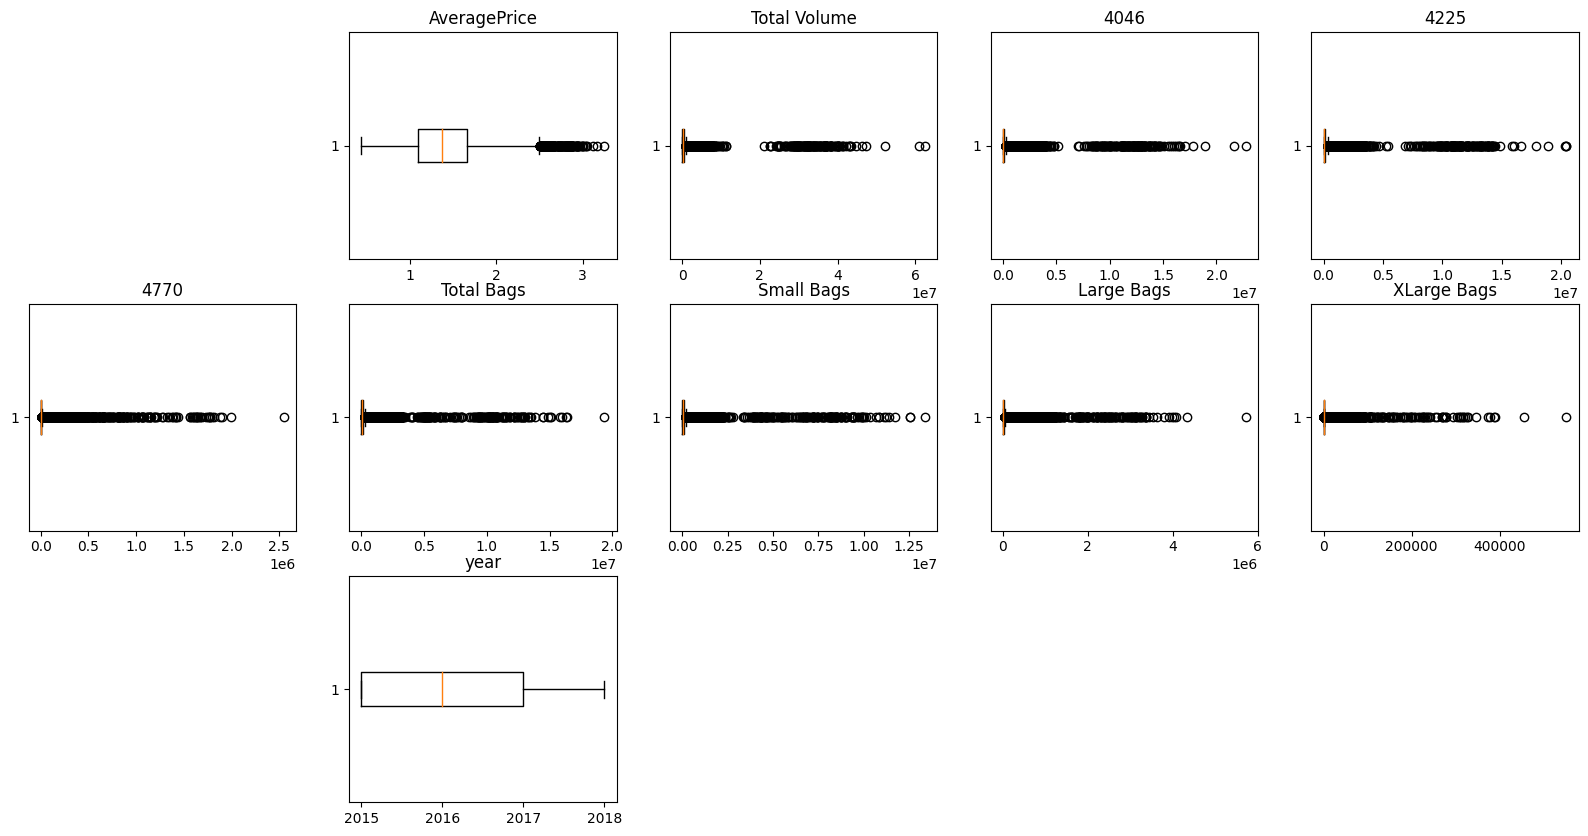 AveragePrice
1
1 2 3
Total Volume
1
0 2 4 6
1e7
4046
1
0.0 0.5 1.0 1.5 2.0
1e7
4225
1
0.0 0.5 1.0 1.5 2.0
1e7
4770
1
0.0 0.5 1.0 1.5 2.0 2.5
1e6
Total Bags
1
0.0 0.5 1.0 1.5 2.0
1e7
Small Bags
1
0.00 0.25 0.50 0.75 1.00 1.25
1e7
Large Bags
1
0 2 4 6
1e6
XLarge Bags
1
0 200000 400000
year
1
2015 2016 2017 2018